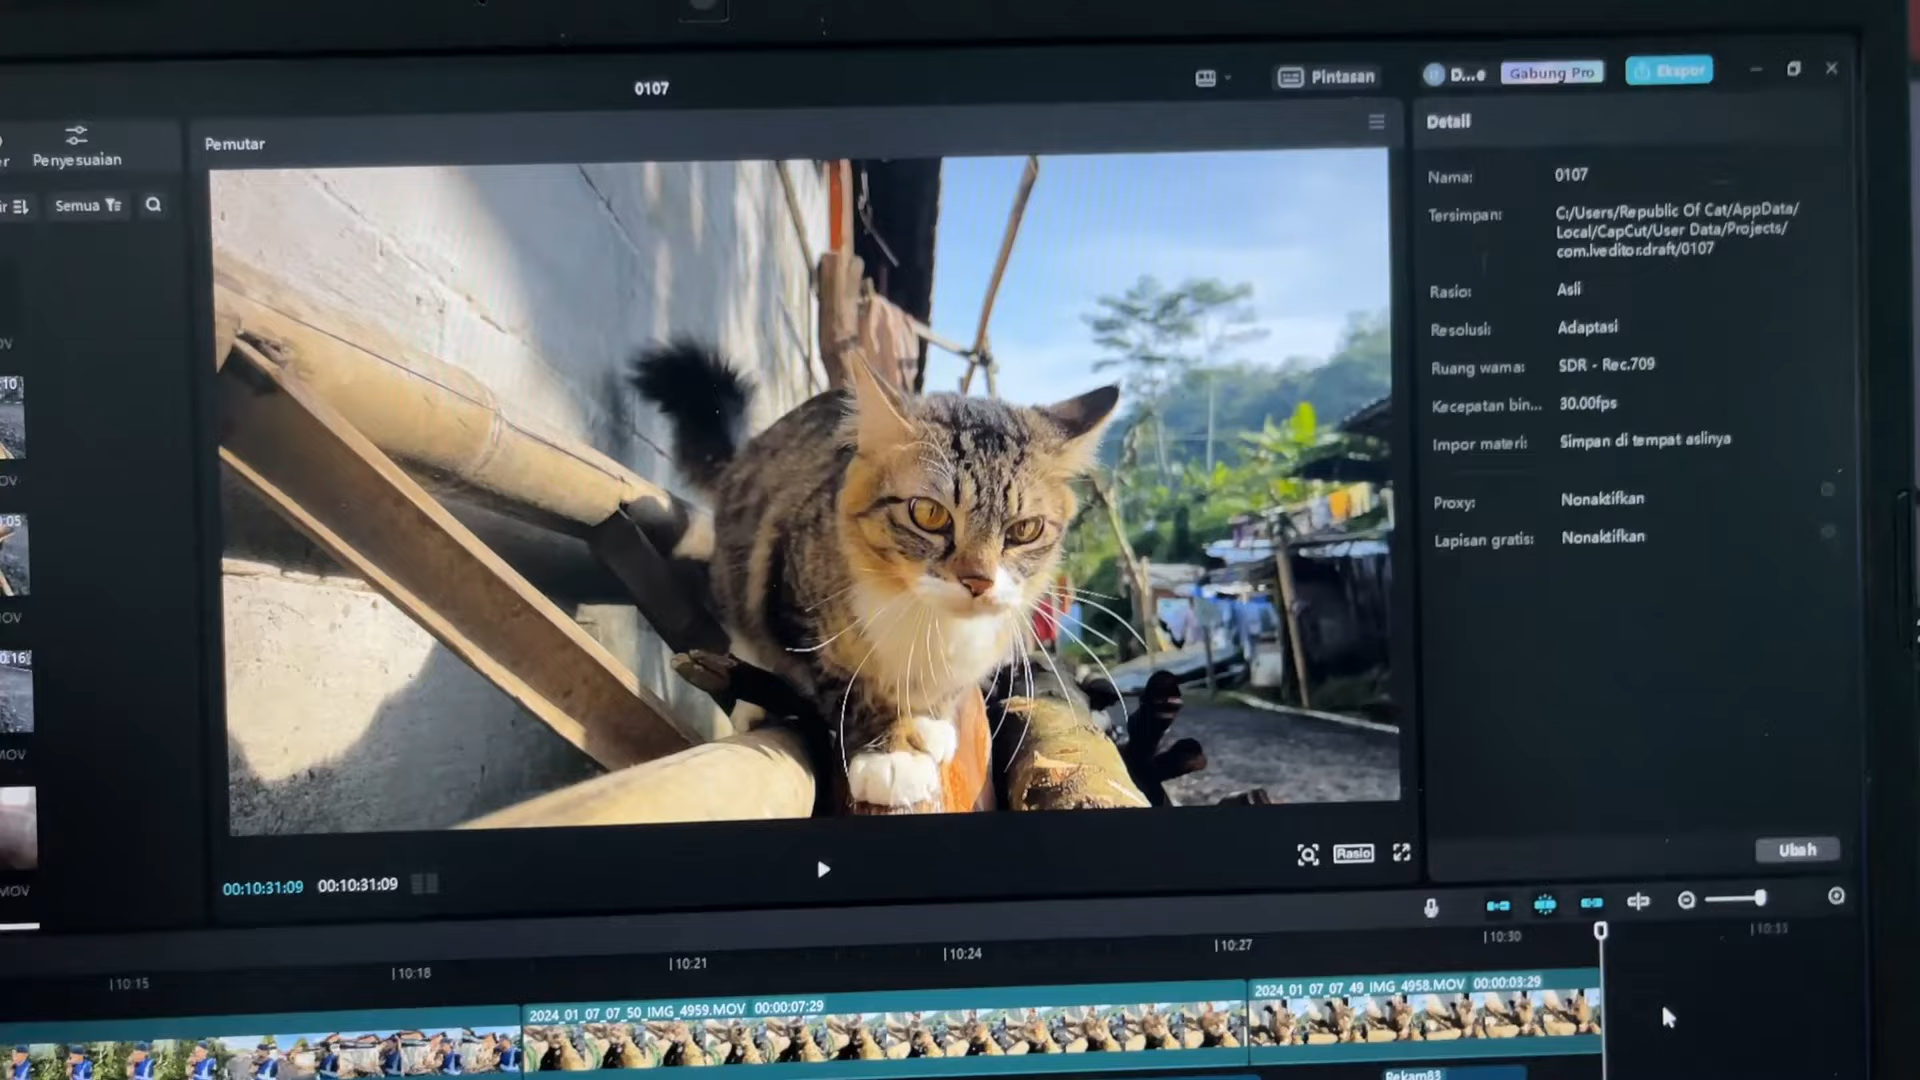 0107
Pintasan
D...e
Gabung Pro
Ekspor
Penyesuaian
Pemutar
Detail
Semua
Nama: 0107
Tersimpan: C:/Users/Republic Of Cat/AppData/
Local/CapCut/User Data/Projects/
com.lveditor.draft/0107
Rasio: Asli
Resolusi: Adaptasi
Ruang warna: SDR - Rec.709
Kecepatan bin... 30.00fps
Impor materi: Simpan di tempat aslinya
Proxy: Nonaktifkan
Lapisan gratis: Nonaktifkan
Ubah
00:10:31:09 00:10:31:09
Rasio
10:15
10:18
10:21
10:24
10:27
10:30
10:33
2024_01_07_07_50_IMG_4959.MOV 00:00:07:29
2024_01_07_07_49_IMG_4958.MOV 00:00:03:29
Rekam83